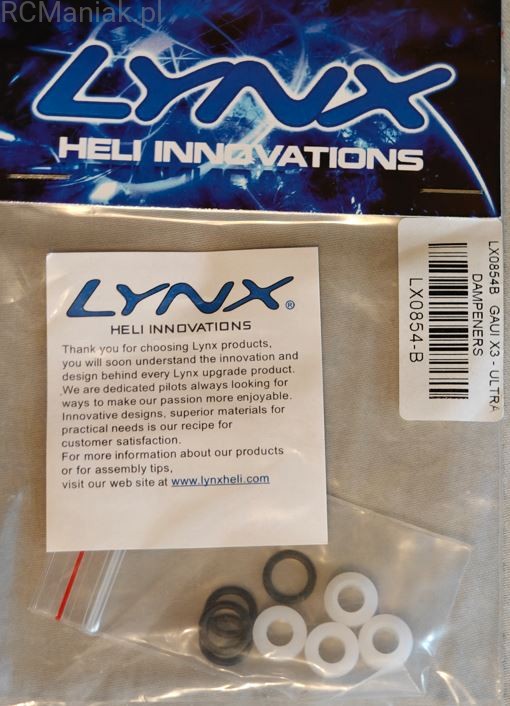 RCManiak.pl
LYNX
HELI INNOVATIONS
LYNX®
HELI INNOVATIONS
Thank you for choosing Lynx products,
you will soon understand the innovation and
design behind every Lynx upgrade product.
We are dedicated pilots always looking for
ways to make our passion more enjoyable.
Innovative designs, superior materials for
practical needs is our recipe for
customer satisfaction.
For more information about our products
or for assembly tips,
visit our web site at www.lynxheli.com
LX0854B GAUI X3 - ULTRA
DAMPENERS
LX0854-B